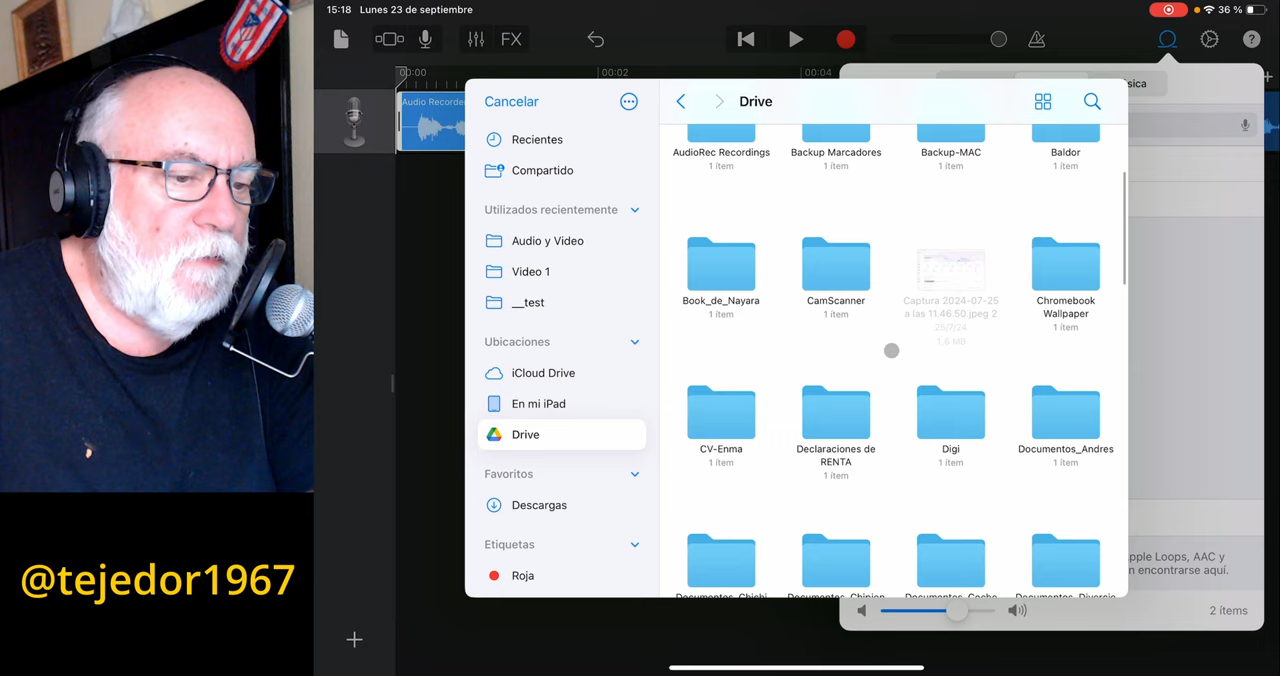 15:18 Lunes 23 de septiembre
36 %
FX
00:00
00:02
00:04
Audio Recorder
sica
Cancelar
Recientes
Compartido
Utilizados recientemente
Audio y Video
Video 1
__test
Ubicaciones
iCloud Drive
En mi iPad
Drive
Favoritos
Descargas
Etiquetas
Roja
Drive
AudioRec Recordings
1 ítem
Backup Marcadores
1 ítem
Backup-MAC
1 ítem
Baldor
1 ítem
Book_de_Nayara
1 ítem
CamScanner
1 ítem
Captura 2024-07-25
a las 11.46.50.jpeg 2
25/7/24
1,6 MB
Chromebook
Wallpaper
1 ítem
CV-Enma
1 ítem
Declaraciones de
RENTA
1 ítem
Digi
1 ítem
Documentos_Andres
1 ítem
Apple Loops, AAC y
n encontrarse aquí.
2 ítems
@tejedor1967